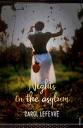 Nights
in the asylum
CAROL LEFEVRE